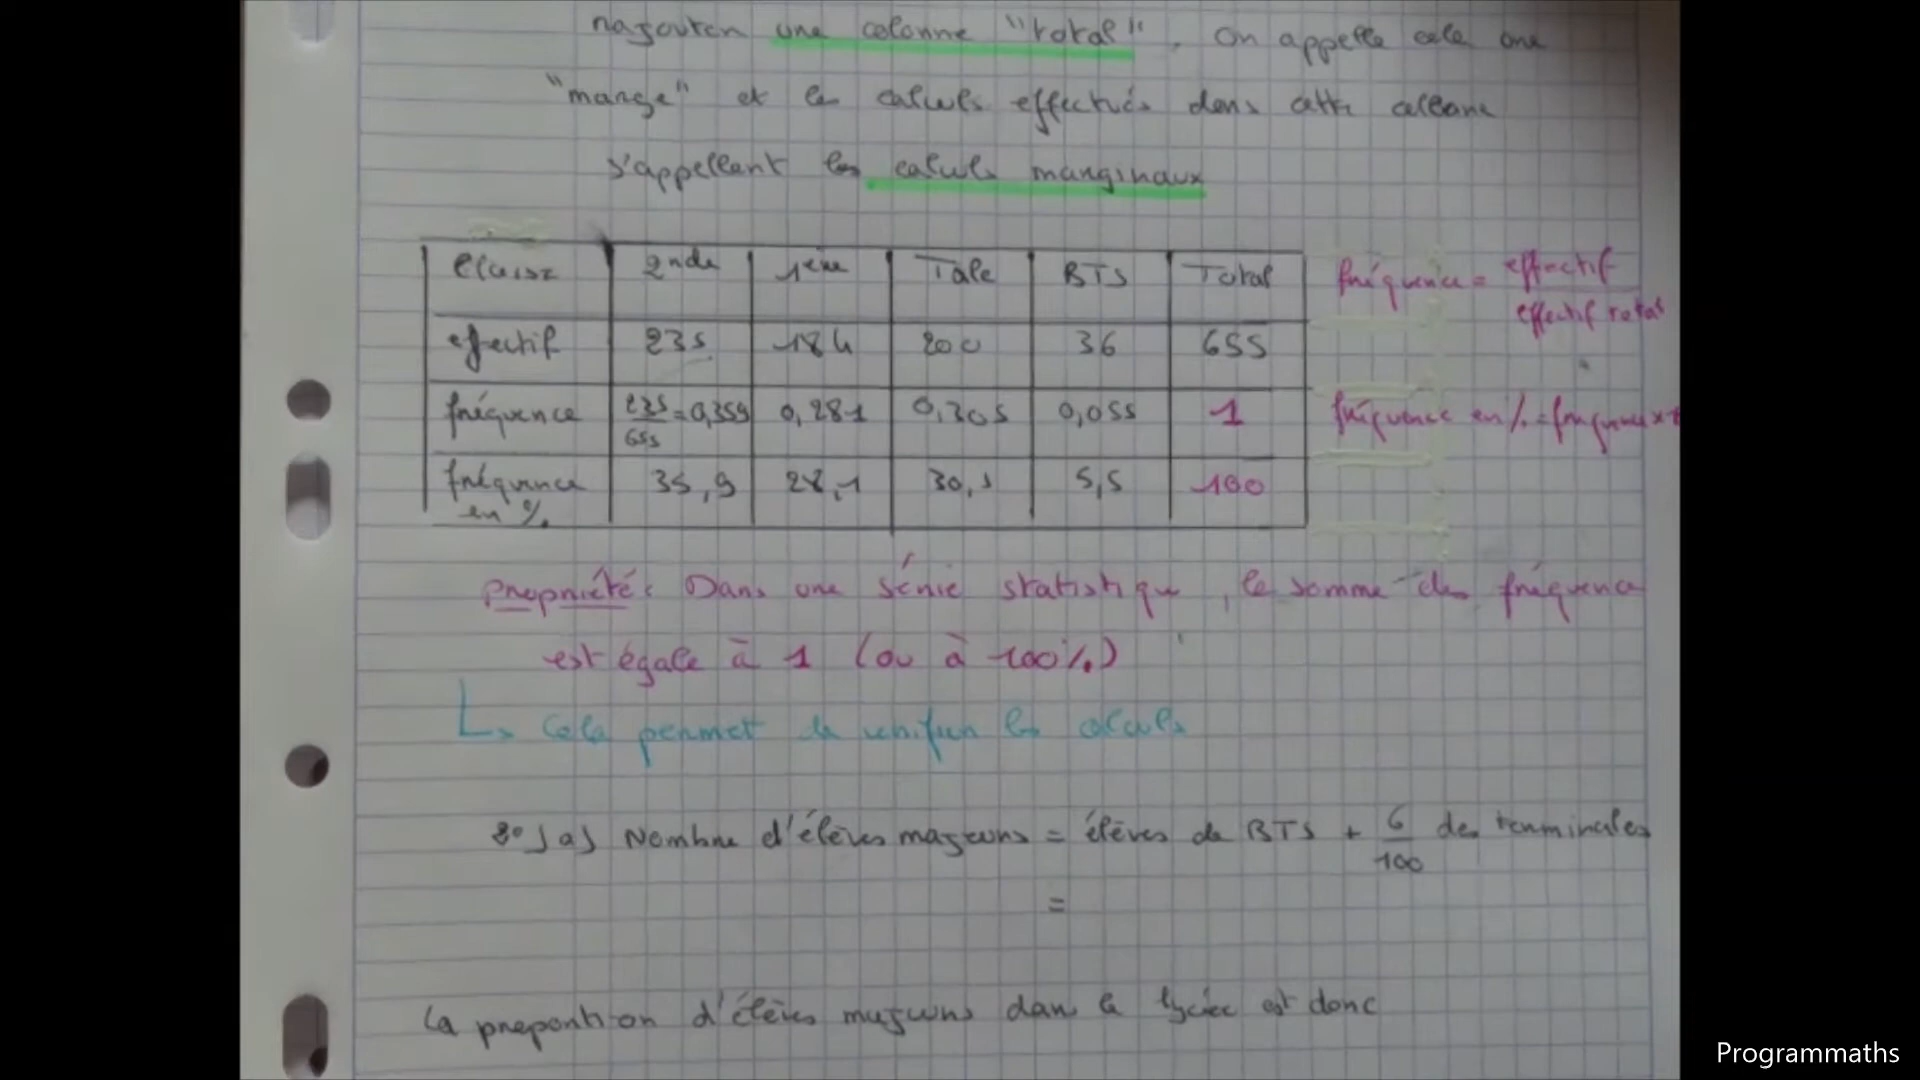 rajouter une colonne "total". On appelle cela une
"marge" et les calculs effectués dans cette colonne
s'appellent les calculs marginaux
Classe 2nde 1ère Tale BTS Total
effectif 235 184 200 36 655
fréquence 235/655=0,359 0,281 0,305 0,055 1
fréquence en % 35,9 28,1 30,5 5,5 100
fréquence = effectif / effectif total
fréquence en % = fréquence ×
propriété : Dans une série statistique, la somme des fréquence
est égale à 1 (ou à 100%)
↳ Cela permet de vérifier les calculs
3°) a) Nombre d'élèves majeurs = élèves de BTS + 6/100 des terminales
=
La proportion d'élèves majeurs dans le lycée est donc
Programmaths